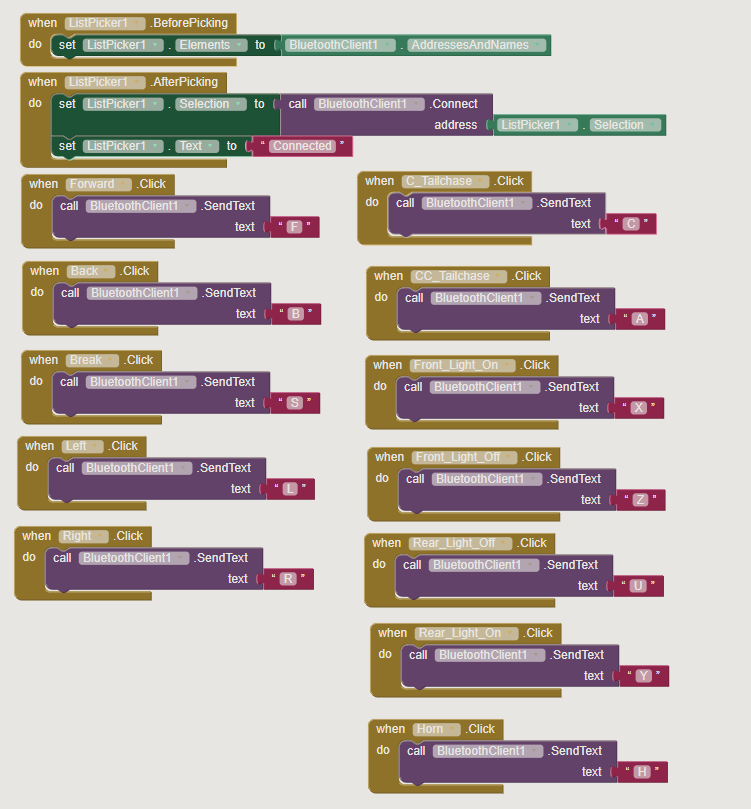 when ListPicker1 .BeforePicking
do set ListPicker1 . Elements to BluetoothClient1 . AddressesAndNames
when ListPicker1 .AfterPicking
do set ListPicker1 . Selection to call BluetoothClient1 .Connect
address ListPicker1 . Selection
set ListPicker1 . Text to “ Connected ”
when Forward .Click
do call BluetoothClient1 .SendText
text “ F ”
when Back .Click
do call BluetoothClient1 .SendText
text “ B ”
when Break .Click
do call BluetoothClient1 .SendText
text “ S ”
when Left .Click
do call BluetoothClient1 .SendText
text “ L ”
when Right .Click
do call BluetoothClient1 .SendText
text “ R ”
when C_Tailchase .Click
do call BluetoothClient1 .SendText
text “ C ”
when CC_Tailchase .Click
do call BluetoothClient1 .SendText
text “ A ”
when Front_Light_On .Click
do call BluetoothClient1 .SendText
text “ X ”
when Front_Light_Off .Click
do call BluetoothClient1 .SendText
text “ Z ”
when Rear_Light_Off .Click
do call BluetoothClient1 .SendText
text “ U ”
when Rear_Light_On .Click
do call BluetoothClient1 .SendText
text “ Y ”
when Horn .Click
do call BluetoothClient1 .SendText
text “ H ”